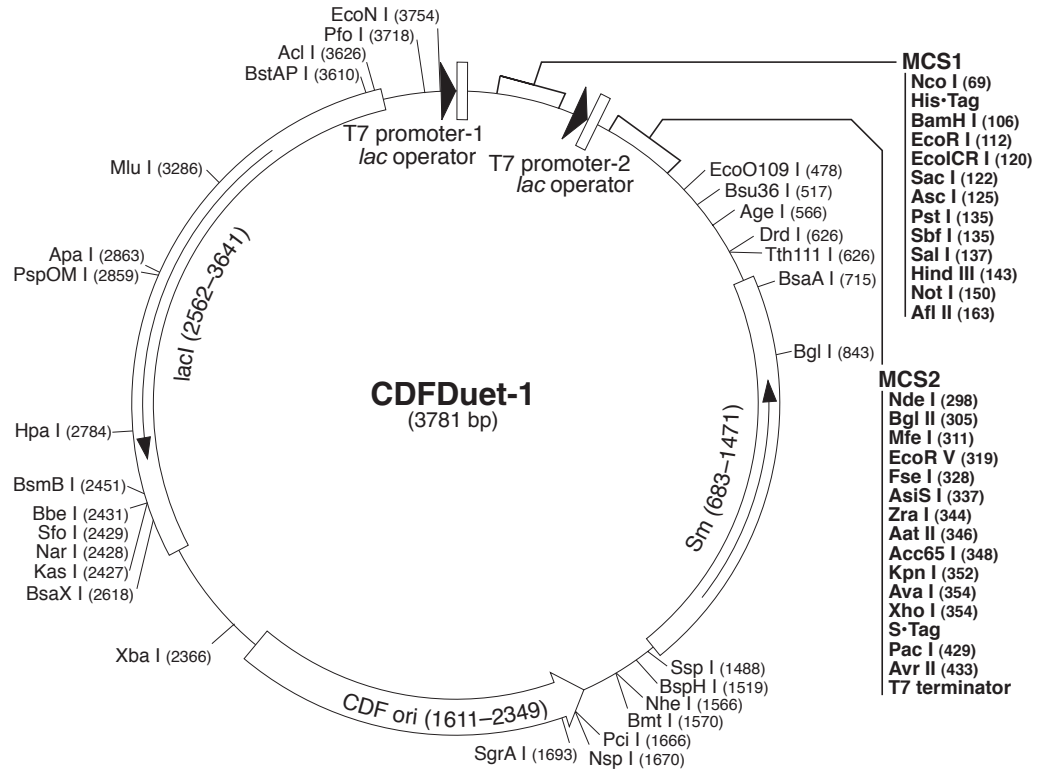 EcoN I (3754)
Pfo I (3718)
Acl I (3626)
BstAP I (3610)
T7 promoter-1
lac operator
T7 promoter-2
lac operator
Mlu I (3286)
Apa I (2863)
PspOM I (2859)
lacI (2562–3641)
Hpa I (2784)
BsmB I (2451)
Bbe I (2431)
Sfo I (2429)
Nar I (2428)
Kas I (2427)
BsaX I (2618)
Xba I (2366)
CDFDuet-1
(3781 bp)
EcoO109 I (478)
Bsu36 I (517)
Age I (566)
Drd I (626)
Tth111 I (626)
BsaA I (715)
Bgl I (843)
Sm (683–1471)
Ssp I (1488)
BspH I (1519)
Nhe I (1566)
Bmt I (1570)
Pci I (1666)
Nsp I (1670)
SgrA I (1693)
CDF ori (1611–2349)
MCS1
Nco I (69)
His•Tag
BamH I (106)
EcoR I (112)
EcoICR I (120)
Sac I (122)
Asc I (125)
Pst I (135)
Sbf I (135)
Sal I (137)
Hind III (143)
Not I (150)
Afl II (163)
MCS2
Nde I (298)
Bgl II (305)
Mfe I (311)
EcoR V (319)
Fse I (328)
AsiS I (337)
Zra I (344)
Aat II (346)
Acc65 I (348)
Kpn I (352)
Ava I (354)
Xho I (354)
S•Tag
Pac I (429)
Avr II (433)
T7 terminator